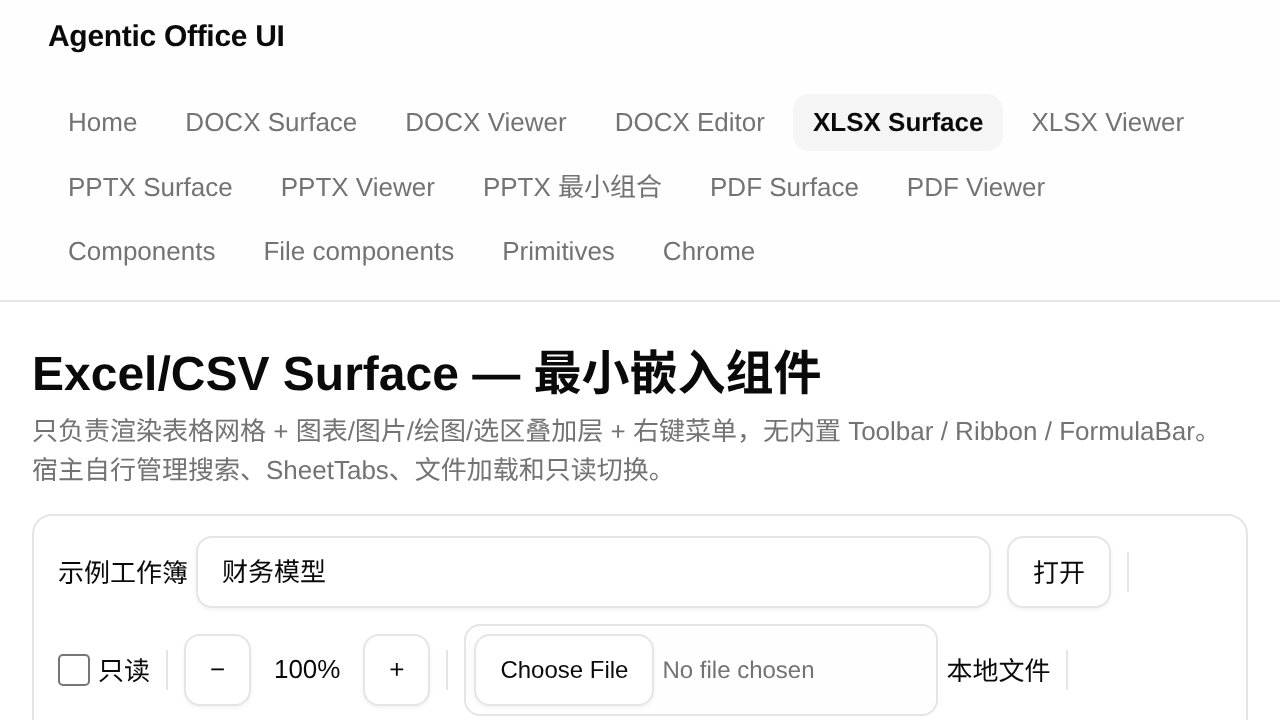 Agentic Office UI
Home DOCX Surface DOCX Viewer DOCX Editor XLSX Surface XLSX Viewer
PPTX Surface PPTX Viewer PPTX 最小组合 PDF Surface PDF Viewer
Components File components Primitives Chrome
Excel/CSV Surface — 最小嵌入组件
只负责渲染表格网格 + 图表/图片/绘图/选区叠加层 + 右键菜单，无内置 Toolbar / Ribbon / FormulaBar。
宿主自行管理搜索、SheetTabs、文件加载和只读切换。
示例工作簿 财务模型 打开
只读 − 100% + Choose File No file chosen 本地文件